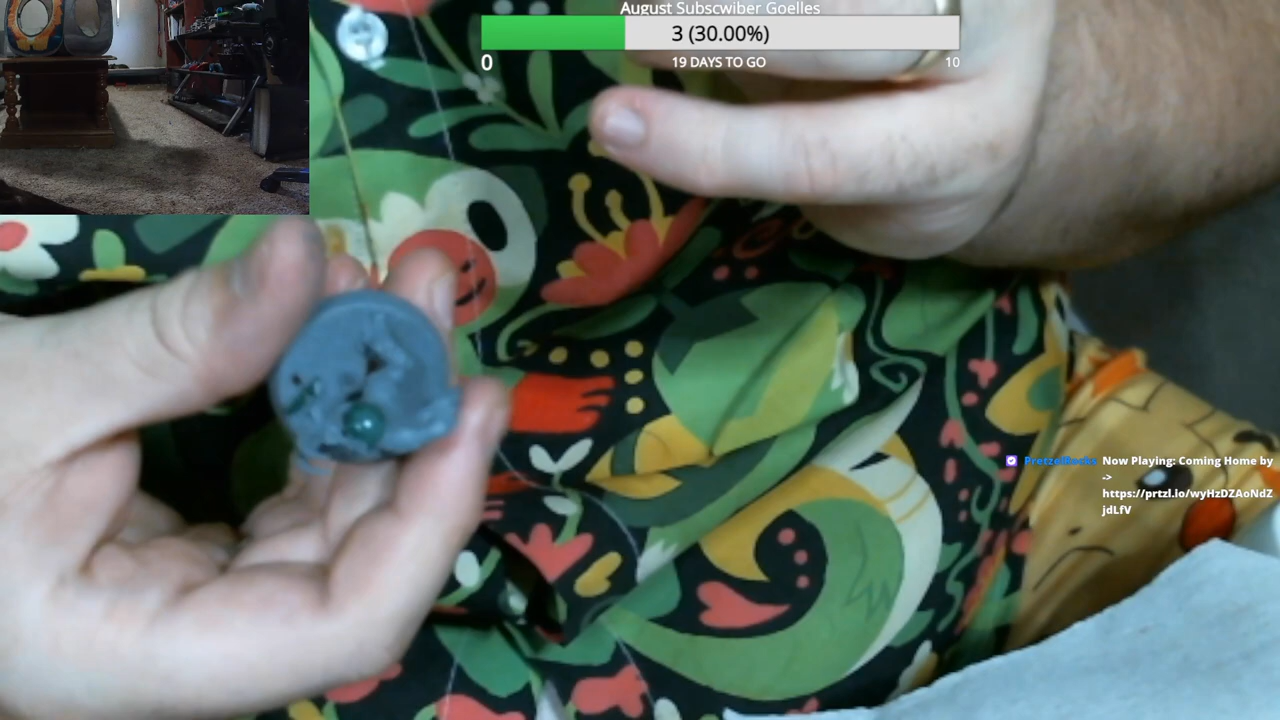 August Subscwiber Goelles
3 (30.00%)
0
19 DAYS TO GO
10
PretzelRocks Now Playing: Coming Home by
->
https://prtzl.io/wyHzDZAoNdZ
jdLfV